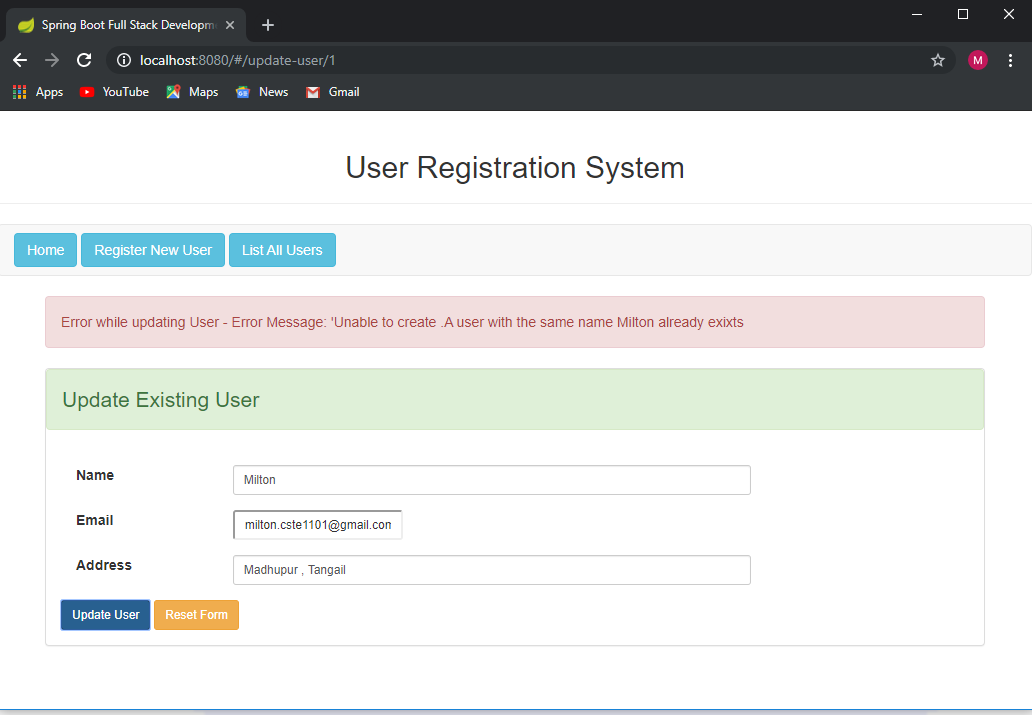 Spring Boot Full Stack Developm
localhost:8080/#/update-user/1
M
Apps YouTube Maps News Gmail
User Registration System
Home Register New User List All Users
Error while updating User - Error Message: 'Unable to create .A user with the same name Milton already exixts
Update Existing User
Name Milton
Email milton.cste1101@gmail.con
Address Madhupur , Tangail
Update User Reset Form